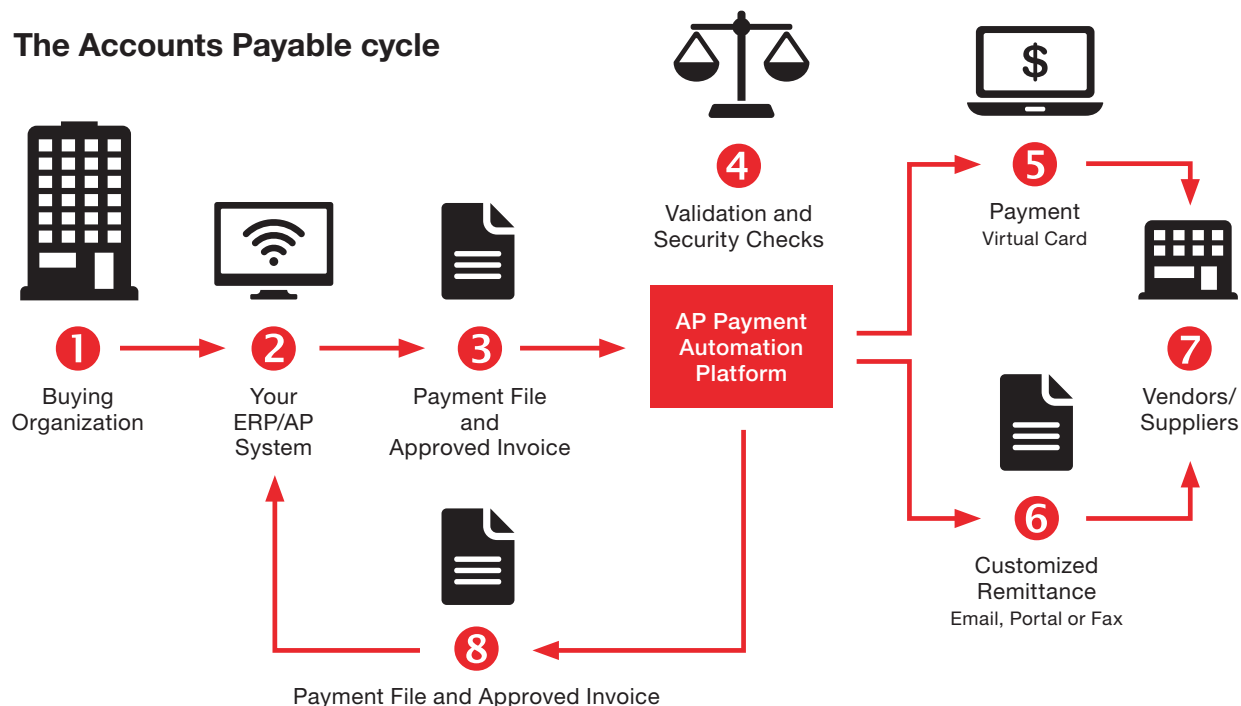 The Accounts Payable cycle
1
Buying
Organization
2
Your
ERP/AP
System
3
Payment File
and
Approved Invoice
4
Validation and
Security Checks
AP Payment
Automation
Platform
$
5
Payment
Virtual Card
6
Customized
Remittance
Email, Portal or Fax
7
Vendors/
Suppliers
8
Payment File and Approved Invoice